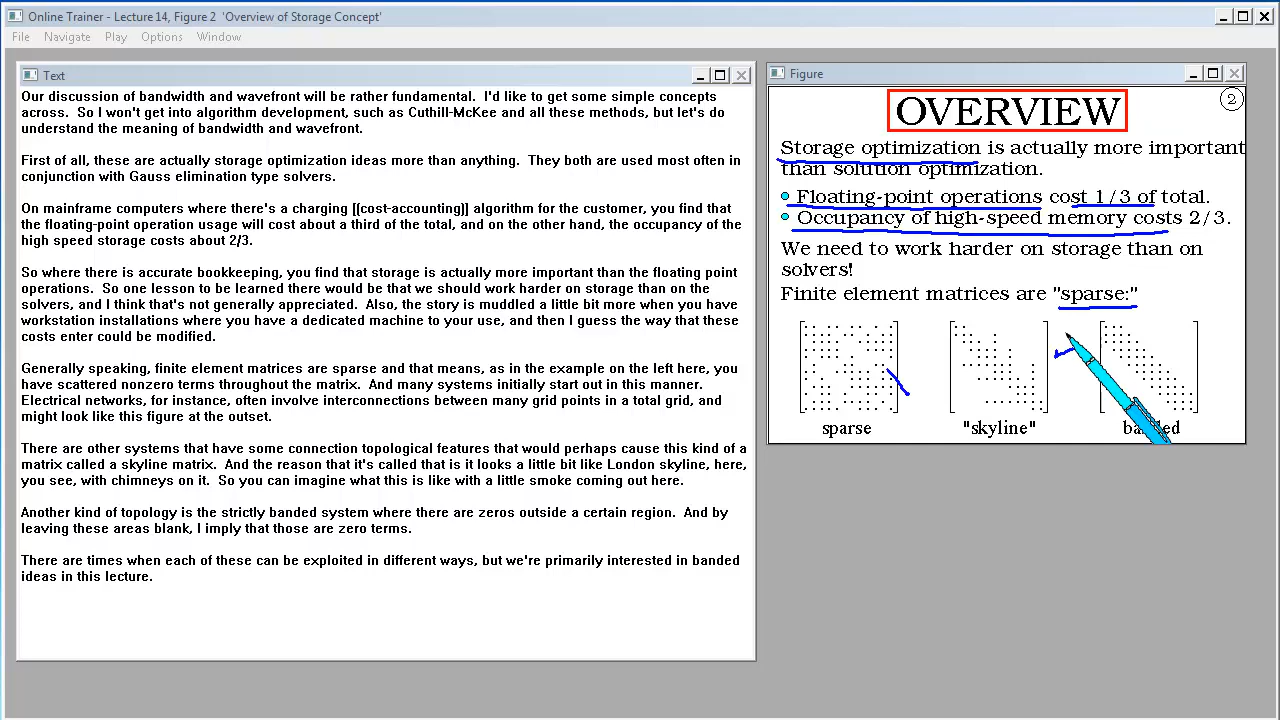 Online Trainer - Lecture 14, Figure 2 'Overview of Storage Concept'
File Navigate Play Options Window
Text
Our discussion of bandwidth and wavefront will be rather fundamental. I'd like to get some simple concepts
across. So I won't get into algorithm development, such as Cuthill-McKee and all these methods, but let's do
understand the meaning of bandwidth and wavefront.
First of all, these are actually storage optimization ideas more than anything. They both are used most often in
conjunction with Gauss elimination type solvers.
On mainframe computers where there's a charging [[cost-accounting]] algorithm for the customer, you find that
the floating-point operation usage will cost about a third of the total, and on the other hand, the occupancy of the
high speed storage costs about 2/3.
So where there is accurate bookkeeping, you find that storage is actually more important than the floating point
operations. So one lesson to be learned there would be that we should work harder on storage than on the
solvers, and I think that's not generally appreciated. Also, the story is muddled a little bit more when you have
workstation installations where you have a dedicated machine to your use, and then I guess the way that these
costs enter could be modified.
Generally speaking, finite element matrices are sparse and that means, as in the example on the left here, you
have scattered nonzero terms throughout the matrix. And many systems initially start out in this manner.
Electrical networks, for instance, often involve interconnections between many grid points in a total grid, and
might look like this figure at the outset.
There are other systems that have some connection topological features that would perhaps cause this kind of a
matrix called a skyline matrix. And the reason that it's called that is it looks a little bit like London skyline, here,
you see, with chimneys on it. So you can imagine what this is like with a little smoke coming out here.
Another kind of topology is the strictly banded system where there are zeros outside a certain region. And by
leaving these areas blank, I imply that those are zero terms.
There are times when each of these can be exploited in different ways, but we're primarily interested in banded
ideas in this lecture.
Figure
OVERVIEW
2
Storage optimization is actually more important
than solution optimization.
Floating-point operations cost 1/3 of total.
Occupancy of high-speed memory costs 2/3.
We need to work harder on storage than on
solvers!
Finite element matrices are "sparse:"
sparse "skyline" banded